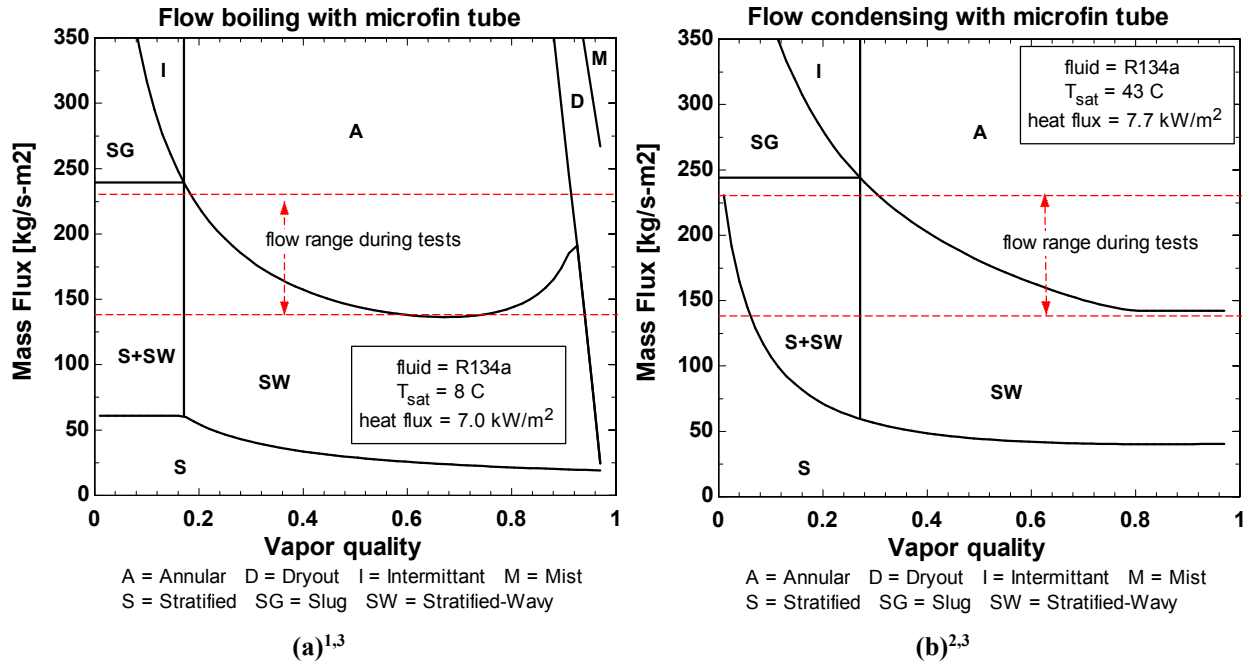 Flow boiling with microfin tube
350
300
250
200
150
100
50
0
Mass Flux [kg/s-m2]
I
M
D
A
SG
flow range during tests
S+SW
SW
fluid = R134a
T_sat = 8 C
heat flux = 7.0 kW/m²
S
0 0.2 0.4 0.6 0.8 1
Vapor quality
A = Annular D = Dryout I = Intermittant M = Mist
S = Stratified SG = Slug SW = Stratified-Wavy
(a)1,3
Flow condensing with microfin tube
350
300
250
200
150
100
50
0
Mass Flux [kg/s-m2]
I
fluid = R134a
T_sat = 43 C
heat flux = 7.7 kW/m²
SG
A
flow range during tests
S+SW
SW
S
0 0.2 0.4 0.6 0.8 1
Vapor quality
A = Annular D = Dryout I = Intermittant M = Mist
S = Stratified SG = Slug SW = Stratified-Wavy
(b)2,3